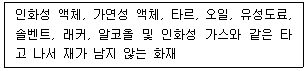 인화성 액체, 가연성 액체, 타르, 오일, 유성도료,
솔벤트, 래커, 알코올 및 인화성 가스와 같은 타
고 나서 재가 남지 않는 화재